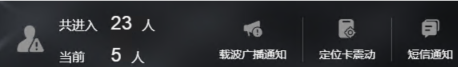 共进入 23 人
当前 5 人
载波广播通知 定位卡震动 短信通知